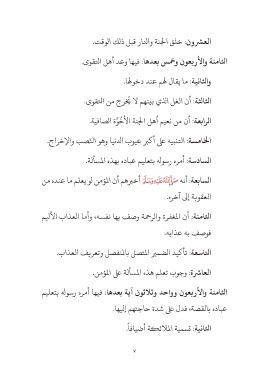 العشرون: خلق الجنة والنار قبل ذلك الوقت.
الثامنة والأربعون وخمس بعدها: فيها وعد أهل التقوى.
والثانية: ما يقال لهم عند دخولها.
الثالثة: أن الغل الذي بينهم لا يُخرج من التقوى.
الرابعة: أن من نعيم أهل الجنة الأخُوَّة الصافية.
الخامسة: التنبيه على أكبر عيوب الدنيا وهو النَّصب والإخراج.
السادسة: أمره رسوله بتعليم عباده بهذه المسألة.
السابعة: أنه ﷺ أخبرهم أن المؤمن لو يعلم ما عنده من
العقوبة إلى آخره.
الثامنة: أن المغفرة والرحمة وصف بها نفسه، وأما العذاب الأليم
فوصف به عذابه.
التاسعة: تأكيد الضمير المتصل بالمنفصل وتعريف العذاب.
العاشرة: وجوب تعلم هذه المسألة على المؤمن.
الثامنة والأربعون وواحد وثلاثون آية بعدها: فيها أمره رسوله بتعليم
عباده بالقصة، فدل على شدة حاجتهم إليها.
الثانية: تسمية الملائكة أضيافاً.
٧